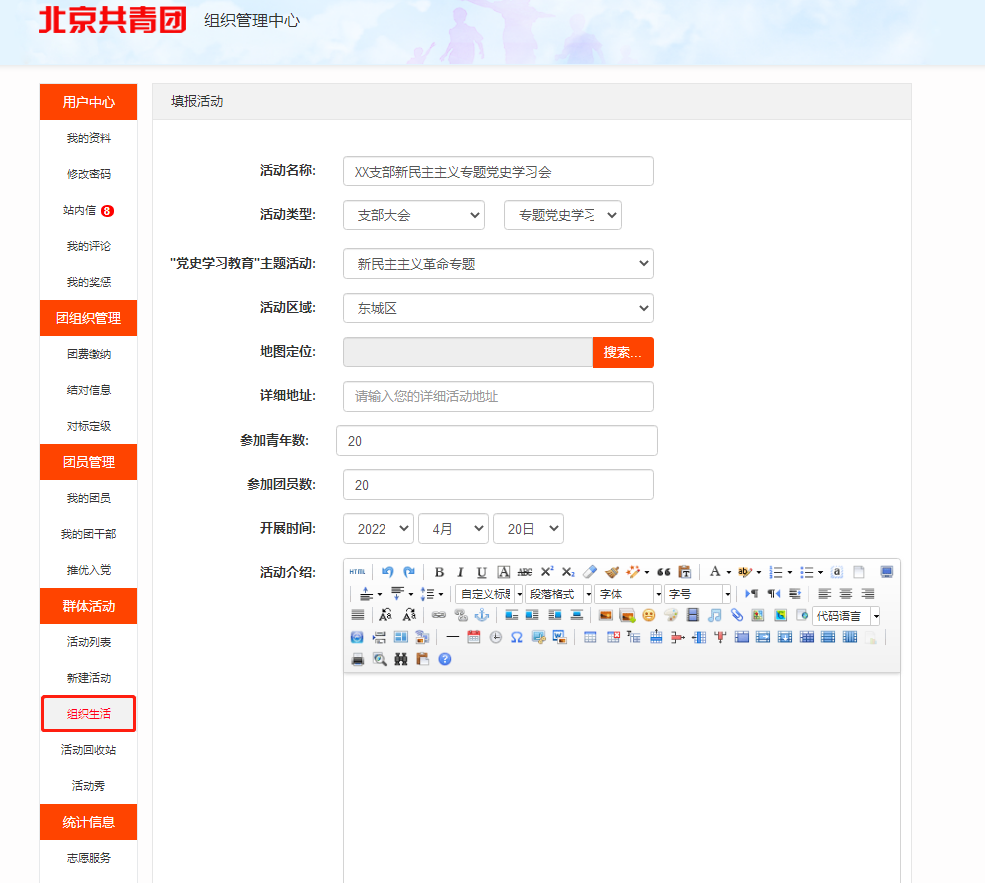 北京共青团 组织管理中心
用户中心
我的资料
修改密码
站内信 8
我的评论
我的奖惩
团组织管理
团费缴纳
结对信息
对标定级
团员管理
我的团员
我的团干部
推优入党
群体活动
活动列表
新建活动
组织生活
活动回收站
活动秀
统计信息
志愿服务
填报活动
活动名称: XX支部新民主主义专题党史学习会
活动类型: 支部大会 专题党史学习
"党史学习教育"主题活动: 新民主主义革命专题
活动区域: 东城区
地图定位: 搜索...
详细地址: 请输入您的详细活动地址
参加青年数: 20
参加团员数: 20
开展时间: 2022 4月 20日
活动介绍:
HTML B I U A ABC X² X₂ A ab a
自定义标题 段落格式 字体 字号
代码语言